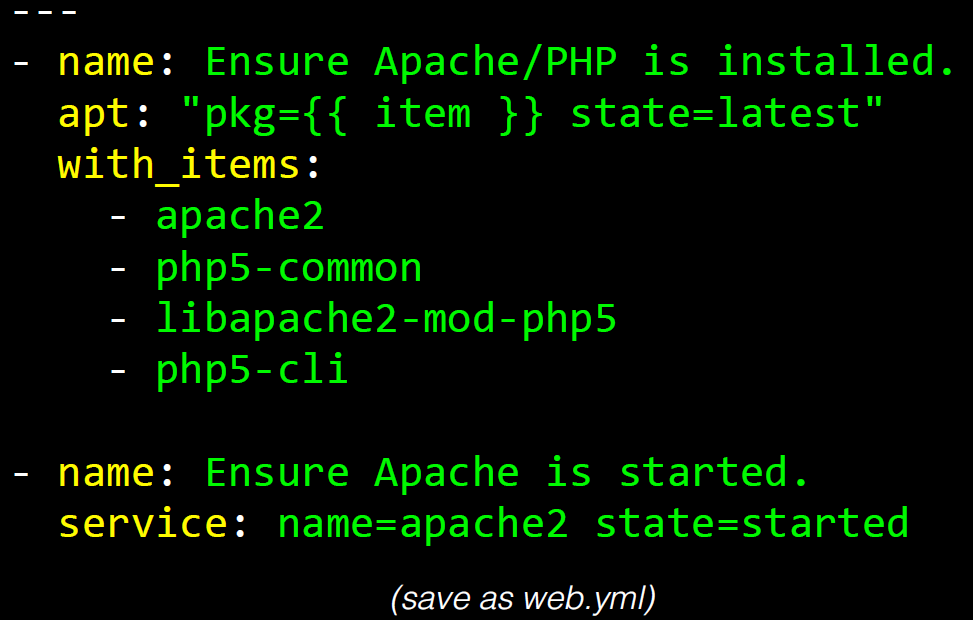 ---
- name: Ensure Apache/PHP is installed.
  apt: "pkg={{ item }} state=latest"
  with_items:
    - apache2
    - php5-common
    - libapache2-mod-php5
    - php5-cli

- name: Ensure Apache is started.
  service: name=apache2 state=started
(save as web.yml)